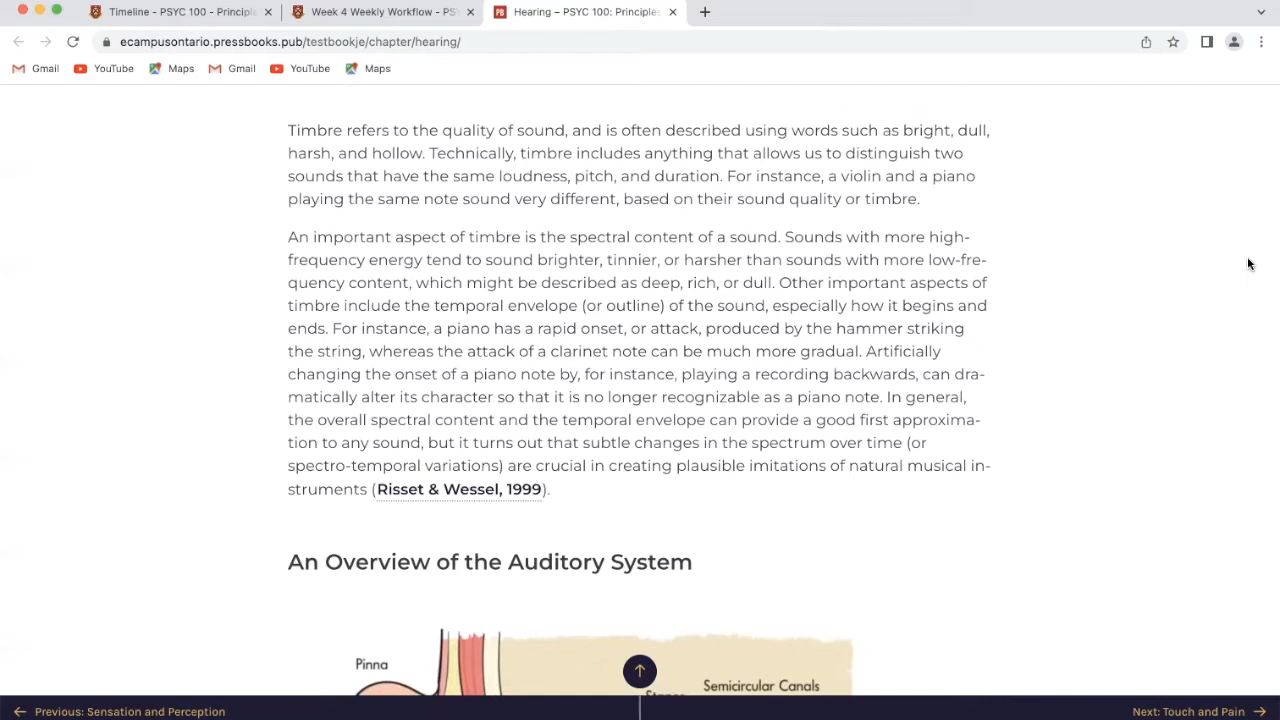 Timeline - PSYC 100 - Principl
Week 4 Weekly Workflow - PSY
Hearing – PSYC 100: Principles
ecampusontario.pressbooks.pub/testbookje/chapter/hearing/
Gmail
YouTube
Maps
Gmail
YouTube
Maps
Timbre refers to the quality of sound, and is often described using words such as bright, dull,
harsh, and hollow. Technically, timbre includes anything that allows us to distinguish two
sounds that have the same loudness, pitch, and duration. For instance, a violin and a piano
playing the same note sound very different, based on their sound quality or timbre.
An important aspect of timbre is the spectral content of a sound. Sounds with more high-
frequency energy tend to sound brighter, tinnier, or harsher than sounds with more low-fre-
quency content, which might be described as deep, rich, or dull. Other important aspects of
timbre include the temporal envelope (or outline) of the sound, especially how it begins and
ends. For instance, a piano has a rapid onset, or attack, produced by the hammer striking
the string, whereas the attack of a clarinet note can be much more gradual. Artificially
changing the onset of a piano note by, for instance, playing a recording backwards, can dra-
matically alter its character so that it is no longer recognizable as a piano note. In general,
the overall spectral content and the temporal envelope can provide a good first approxima-
tion to any sound, but it turns out that subtle changes in the spectrum over time (or
spectro-temporal variations) are crucial in creating plausible imitations of natural musical in-
struments (Risset & Wessel, 1999).
An Overview of the Auditory System
Pinna
Semicircular Canals
Previous: Sensation and Perception
Next: Touch and Pain